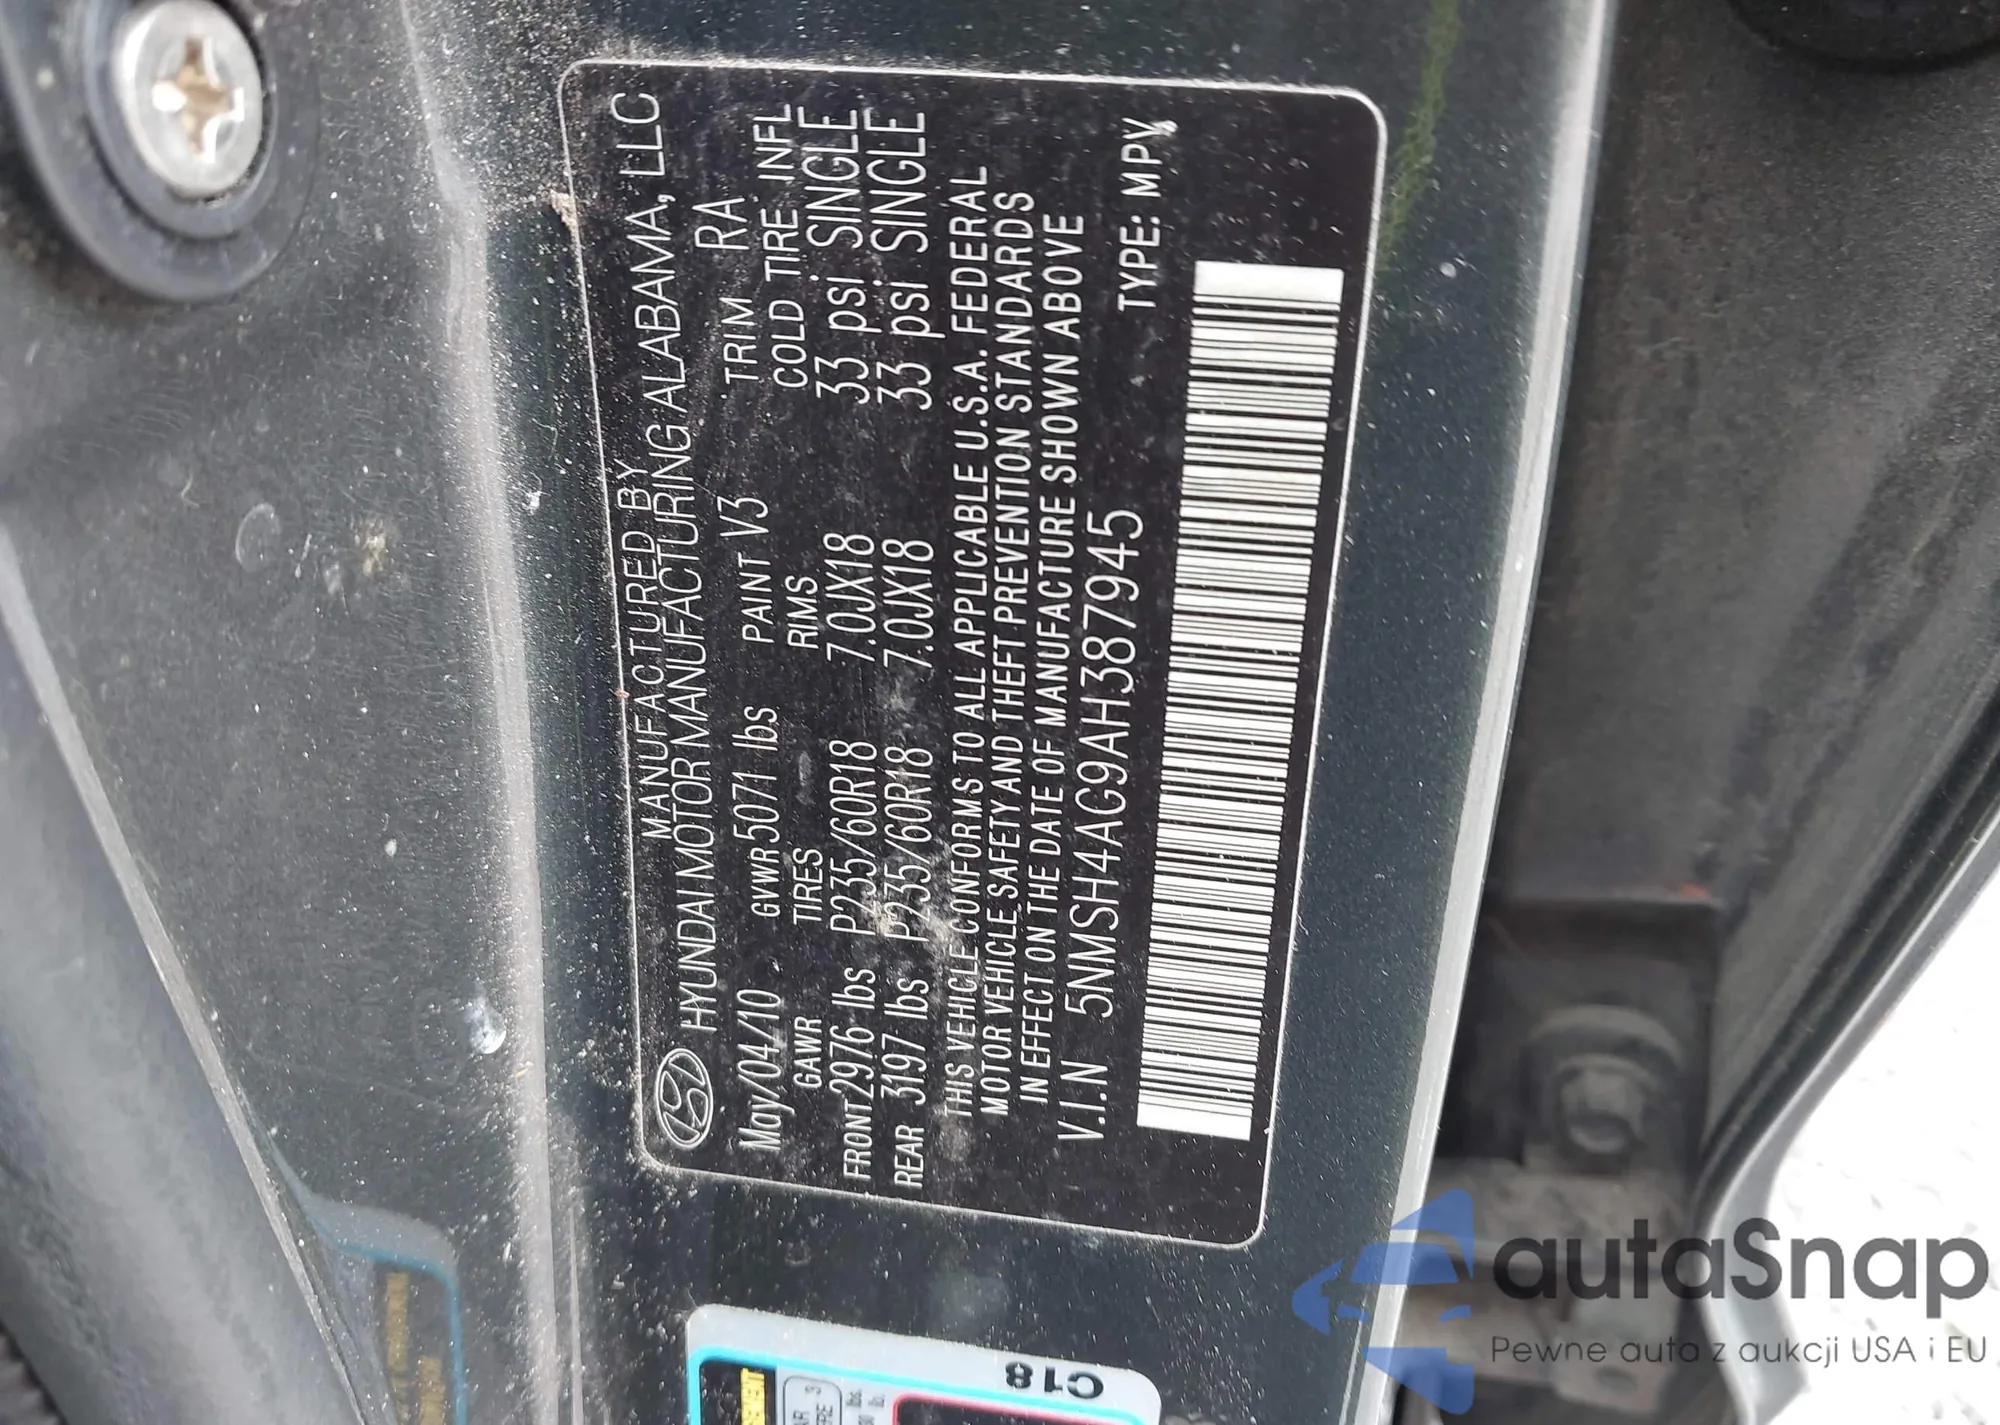 MANUFACTURED BY
HYUNDAI MOTOR MANUFACTURING ALABAMA, LLC
May/04/10 GVWR 5071 lbs PAINT V3 TRIM RA
GAWR TIRES RIMS COLD TIRE INFL
FRONT 2976 lbs P235/60R18 7.0JX18 33 psi SINGLE
REAR 3197 lbs P235/60R18 7.0JX18 33 psi SINGLE
THIS VEHICLE CONFORMS TO ALL APPLICABLE U.S.A. FEDERAL
MOTOR VEHICLE SAFETY AND THEFT PREVENTION STANDARDS
IN EFFECT ON THE DATE OF MANUFACTURE SHOWN ABOVE
V.I.N 5NMSH4AG9AH387945 TYPE: MPV
C18
autaSnap
Pewne auta z aukcji USA i EU